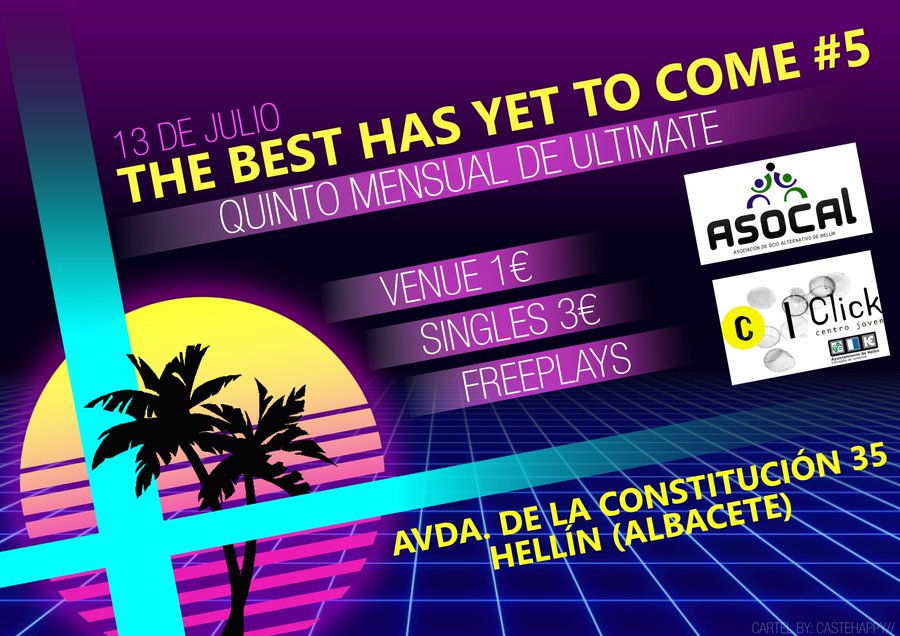 13 DE JULIO
THE BEST HAS YET TO COME #5
QUINTO MENSUAL DE ULTIMATE
VENUE 1€
SINGLES 3€
FREEPLAYS
ASOCAL
ASOCIACIÓN DE OCIO ALTERNATIVO DE HELLÍN
C
Click
centro joven
Ayuntamiento de Hellín
AVDA. DE LA CONSTITUCIÓN 35
HELLÍN (ALBACETE)
CARTEL BY: CASTEHAPPY//